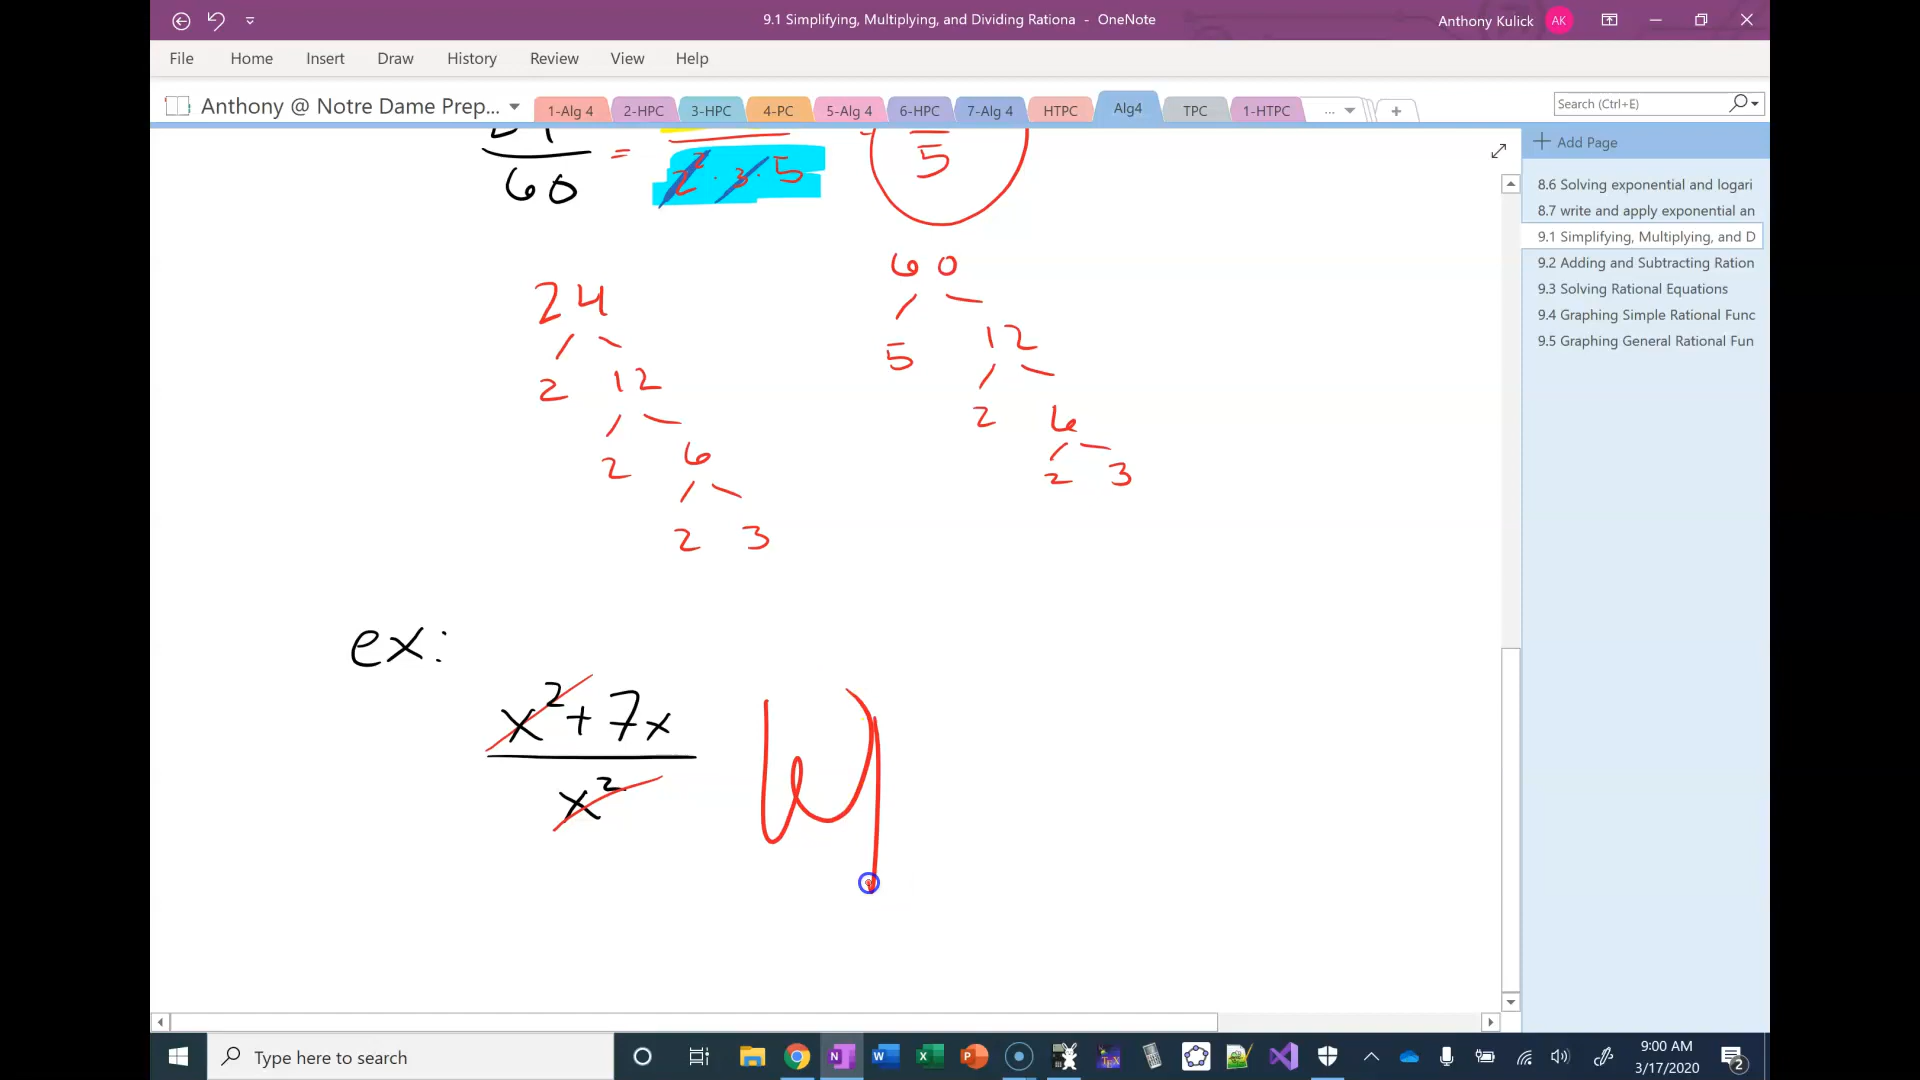 9.1 Simplifying, Multiplying, and Dividing Rationa - OneNote
Anthony Kulick AK
File Home Insert Draw History Review View Help
Anthony @ Notre Dame Prep... 1-Alg 4 2-HPC 3-HPC 4-PC 5-Alg 4 6-HPC 7-Alg 4 HTPC Alg4 TPC 1-HTPC ...
Search (Ctrl+E)
Add Page
8.6 Solving exponential and logari
8.7 write and apply exponential an
9.1 Simplifying, Multiplying, and D
9.2 Adding and Subtracting Ration
9.3 Solving Rational Equations
9.4 Graphing Simple Rational Func
9.5 Graphing General Rational Fun
60 = 2² · 3 · 5
5
24
2 12
2 6
2 3
60
5 12
2 6
2 3
ex:
x² + 7x
x²
Type here to search
9:00 AM
3/17/2020
2